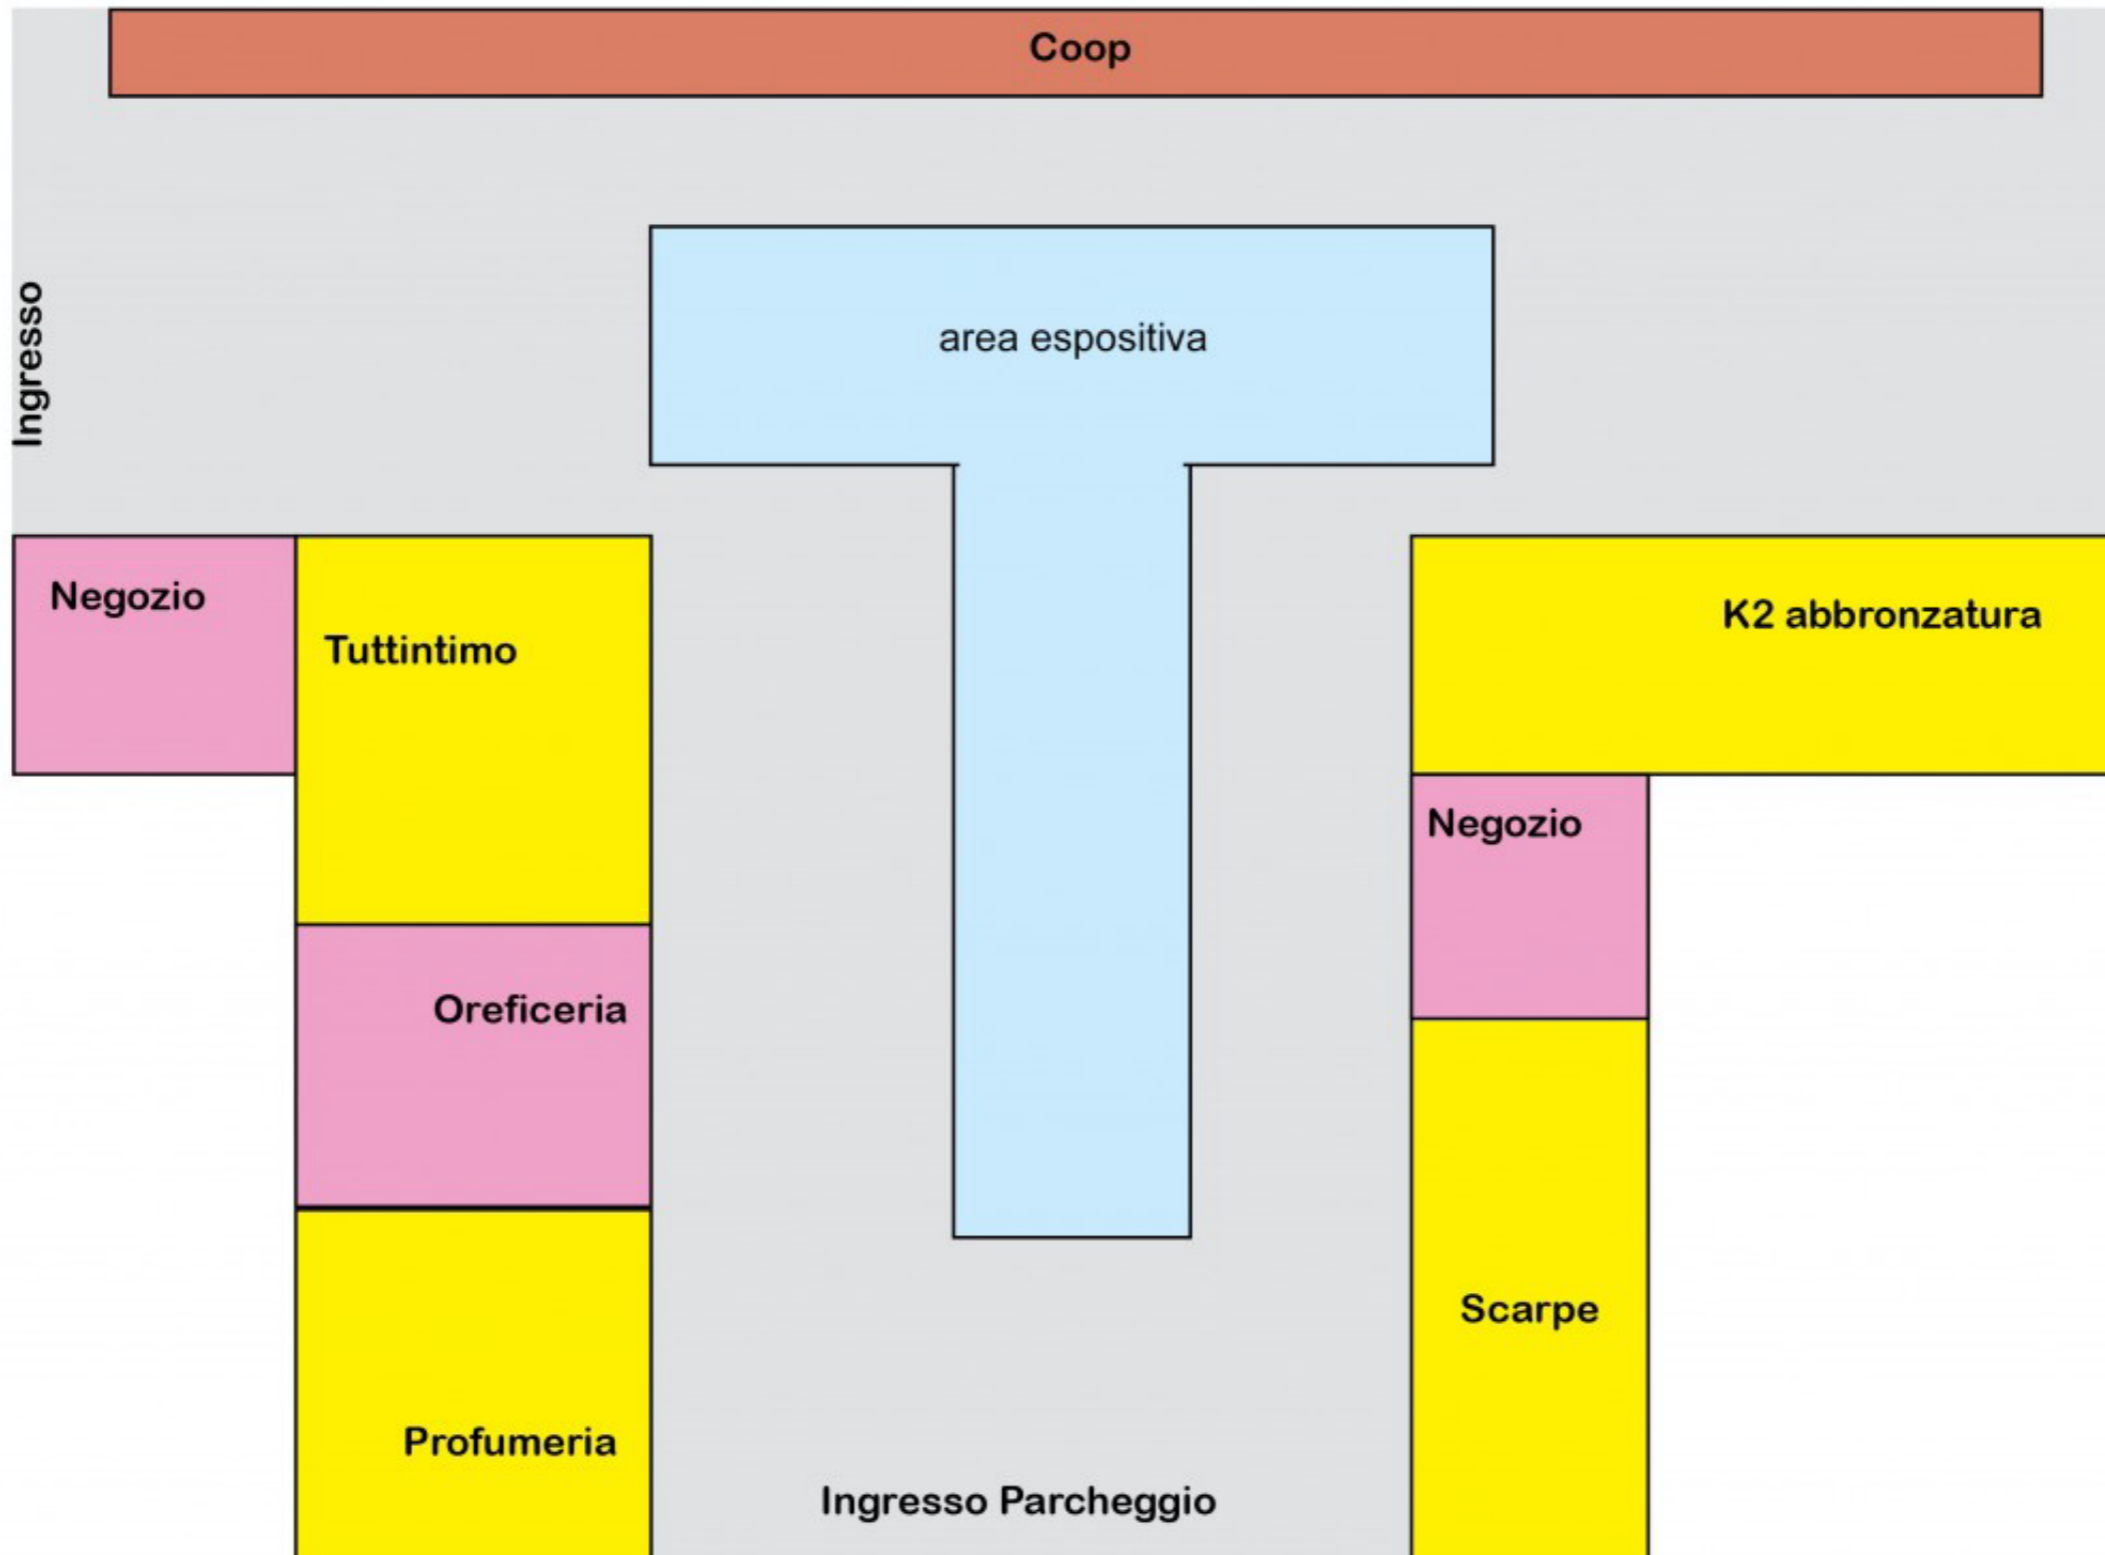 Coop
area espositiva
Ingresso
Negozio
Tuttintimo
K2 abbronzatura
Negozio
Oreficeria
Scarpe
Profumeria
Ingresso Parcheggio